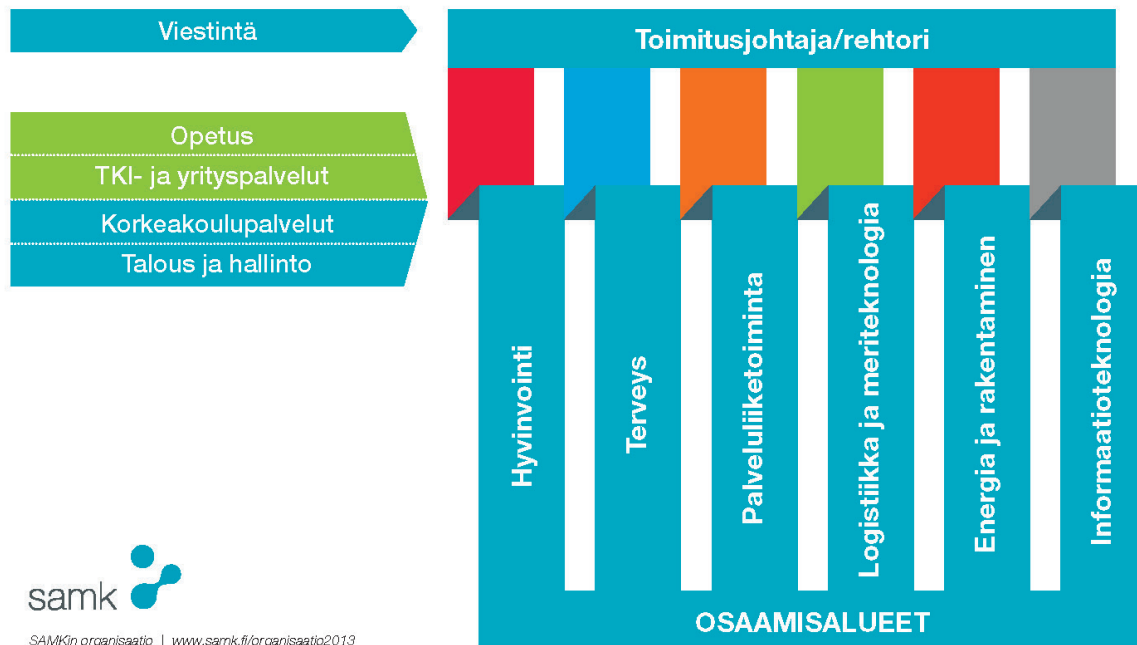 Viestintä
Toimitusjohtaja/rehtori
Opetus
TKI- ja yrityspalvelut
Korkeakoulupalvelut
Talous ja hallinto
Hyvinvointi
Terveys
Palveluliiketoiminta
Logistiikka ja meriteknologia
Energia ja rakentaminen
Informaatioteknologia
OSAAMISALUEET
samk
SAMKin organisaatio | www.samk.fi/organisaatio2013